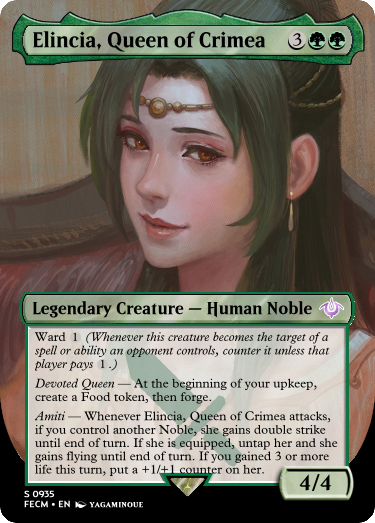 Elincia, Queen of Crimea 3
Legendary Creature — Human Noble
Ward 1 (Whenever this creature becomes the target of a
spell or ability an opponent controls, counter it unless that
player pays 1 .)
Devoted Queen — At the beginning of your upkeep,
create a Food token, then forge.
Amiti — Whenever Elincia, Queen of Crimea attacks,
if you control another Noble, she gains double strike
until end of turn. If she is equipped, untap her and she
gains flying until end of turn. If you gained 3 or more
life this turn, put a +1/+1 counter on her.
4/4
S 0935
FECM • EN YAGAMINOUE